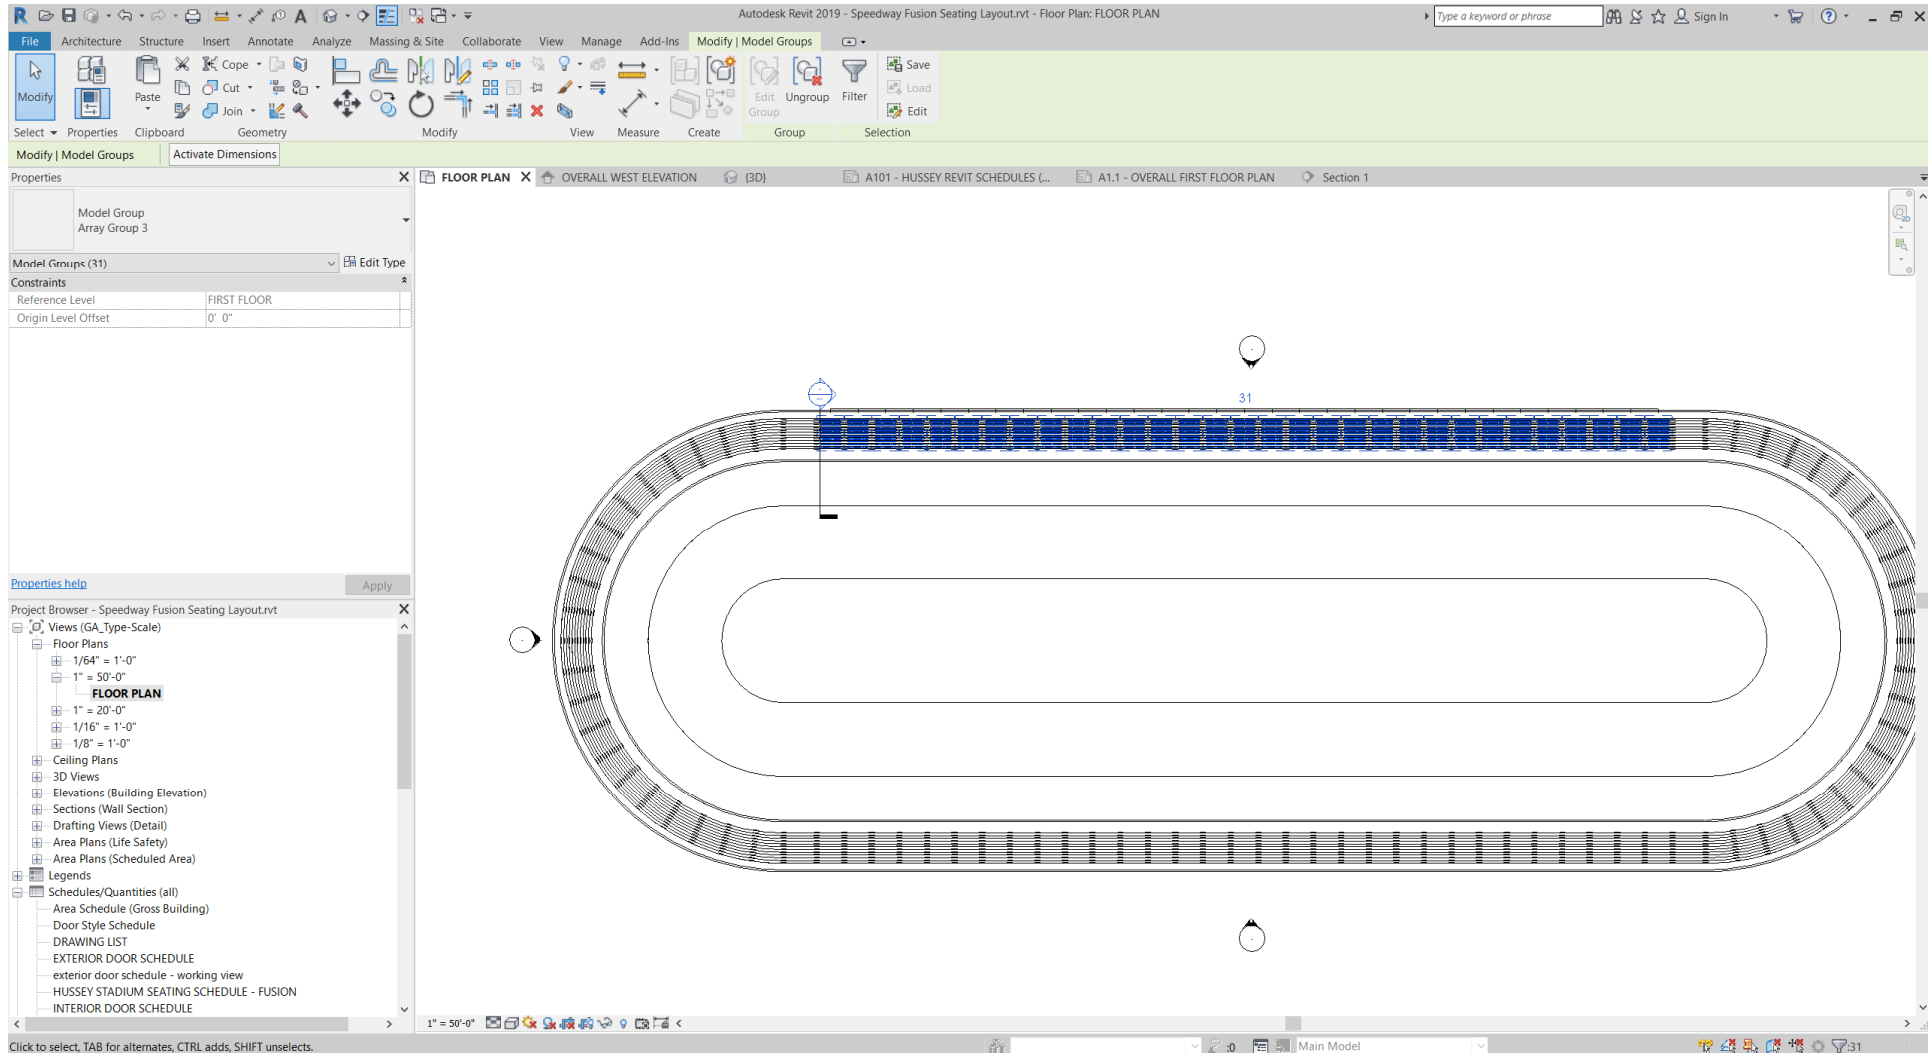 Autodesk Revit 2019 - Speedway Fusion Seating Layout.rvt - Floor Plan: FLOOR PLAN
Type a keyword or phrase
Sign In
File Architecture Structure Insert Annotate Analyze Massing & Site Collaborate View Manage Add-Ins Modify | Model Groups
Modify
Paste
Cope
Cut
Join
Edit Group
Ungroup
Filter
Save
Load
Edit
Select Properties Clipboard Geometry Modify View Measure Create Group Selection
Modify | Model Groups Activate Dimensions
Properties
FLOOR PLAN OVERALL WEST ELEVATION {3D} A101 - HUSSEY REVIT SCHEDULES (... A1.1 - OVERALL FIRST FLOOR PLAN Section 1
Model Group
Array Group 3
Model Groups (31) Edit Type
Constraints
Reference Level FIRST FLOOR
Origin Level Offset 0' 0"
31
Properties help Apply
Project Browser - Speedway Fusion Seating Layout.rvt
Views (GA_Type-Scale)
Floor Plans
1/64" = 1'-0"
1" = 50'-0"
FLOOR PLAN
1" = 20'-0"
1/16" = 1'-0"
1/8" = 1'-0"
Ceiling Plans
3D Views
Elevations (Building Elevation)
Sections (Wall Section)
Drafting Views (Detail)
Area Plans (Life Safety)
Area Plans (Scheduled Area)
Legends
Schedules/Quantities (all)
Area Schedule (Gross Building)
Door Style Schedule
DRAWING LIST
EXTERIOR DOOR SCHEDULE
exterior door schedule - working view
HUSSEY STADIUM SEATING SCHEDULE - FUSION
INTERIOR DOOR SCHEDULE
1" = 50'-0"
Click to select, TAB for alternates, CTRL adds, SHIFT unselects.
:0
Main Model
:31